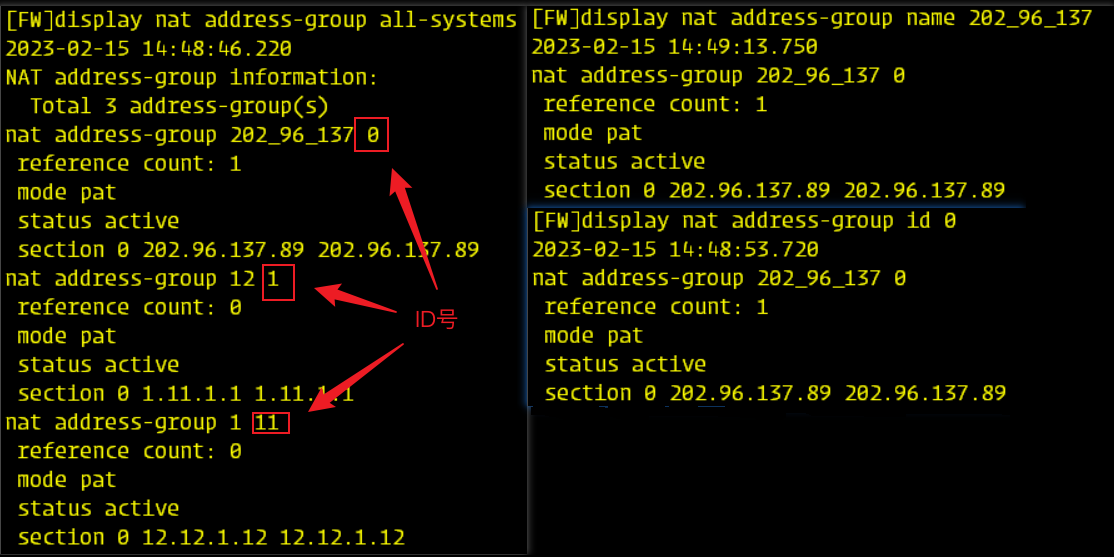 [FW]display nat address-group all-systems
2023-02-15 14:48:46.220
NAT address-group information:
  Total 3 address-group(s)
nat address-group 202_96_137 0
 reference count: 1
 mode pat
 status active
 section 0 202.96.137.89 202.96.137.89
nat address-group 12 1
 reference count: 0
 mode pat
 status active
 section 0 1.11.1.1 1.11.1.1
nat address-group 1 11
 reference count: 0
 mode pat
 status active
 section 0 12.12.1.12 12.12.1.12
ID号
[FW]display nat address-group name 202_96_137
2023-02-15 14:49:13.750
nat address-group 202_96_137 0
 reference count: 1
 mode pat
 status active
 section 0 202.96.137.89 202.96.137.89
[FW]display nat address-group id 0
2023-02-15 14:48:53.720
nat address-group 202_96_137 0
 reference count: 1
 mode pat
 status active
 section 0 202.96.137.89 202.96.137.89